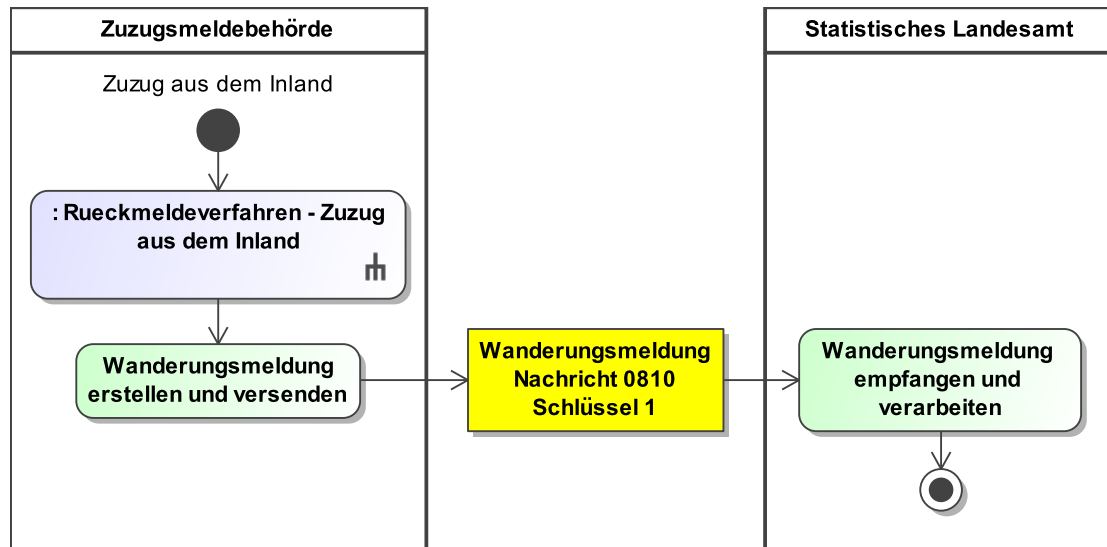 Zuzugsmeldebehörde
Statistisches Landesamt
Zuzug aus dem Inland
: Rueckmeldeverfahren - Zuzug
aus dem Inland
Wanderungsmeldung
erstellen und versenden
Wanderungsmeldung
Nachricht 0810
Schlüssel 1
Wanderungsmeldung
empfangen und
verarbeiten